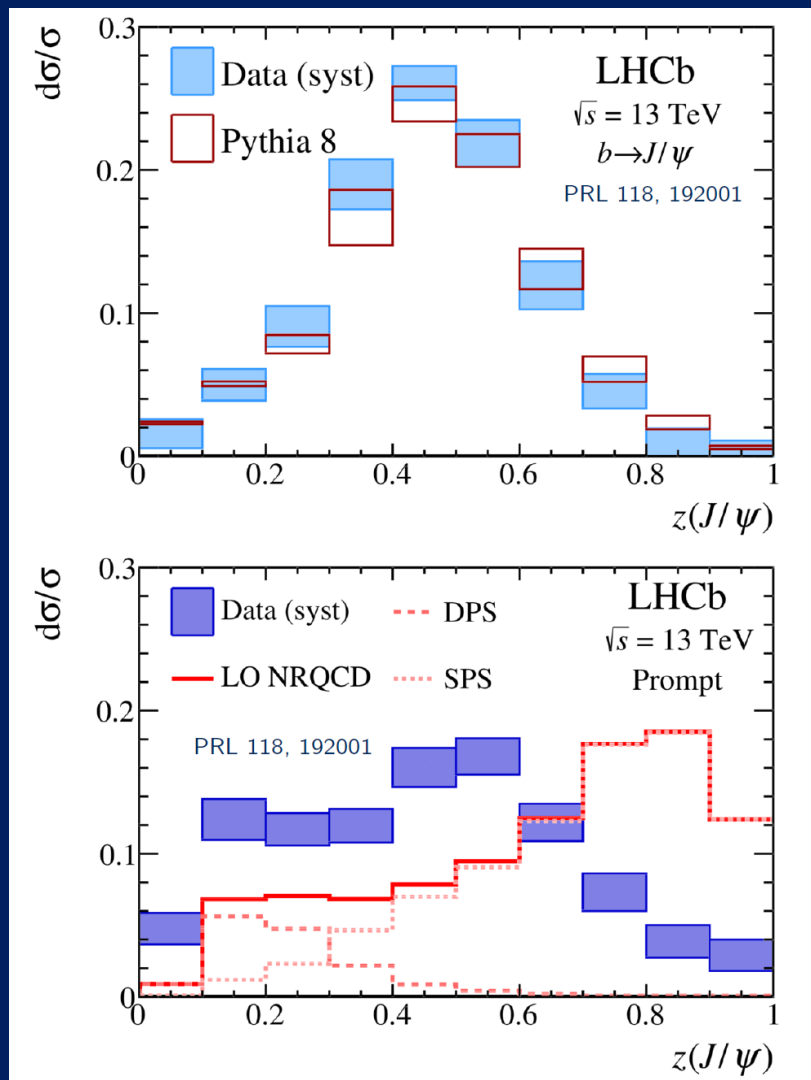 dσ/σ
0.3
0.2
0.1
0
Data (syst)
Pythia 8
LHCb
√s = 13 TeV
b→J/ψ
PRL 118, 192001
0 0.2 0.4 0.6 0.8 1
z(J/ψ)
dσ/σ
0.3
0.2
0.1
0
Data (syst)
DPS
LO NRQCD
SPS
LHCb
√s = 13 TeV
Prompt
PRL 118, 192001
0 0.2 0.4 0.6 0.8 1
z(J/ψ)